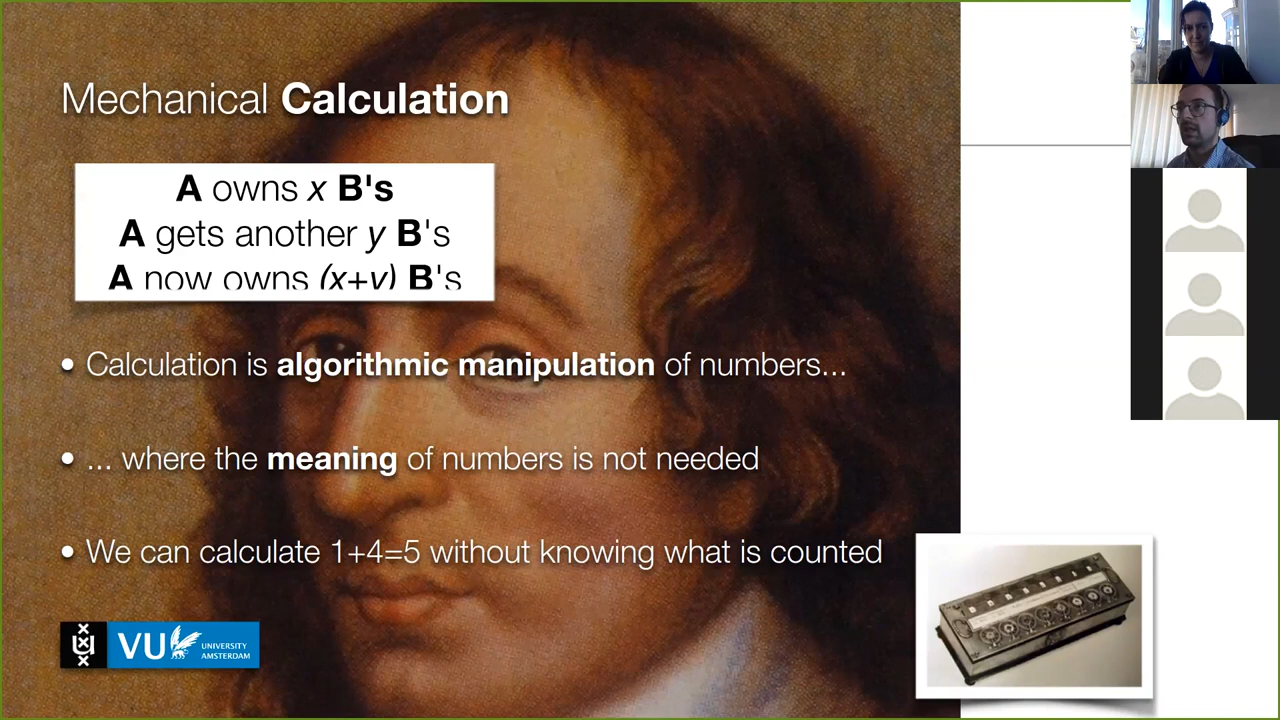 Mechanical Calculation
A owns x B's
A gets another y B's
A now owns (x+y) B's
• Calculation is algorithmic manipulation of numbers...
• ... where the meaning of numbers is not needed
• We can calculate 1+4=5 without knowing what is counted
VU UNIVERSITY
AMSTERDAM